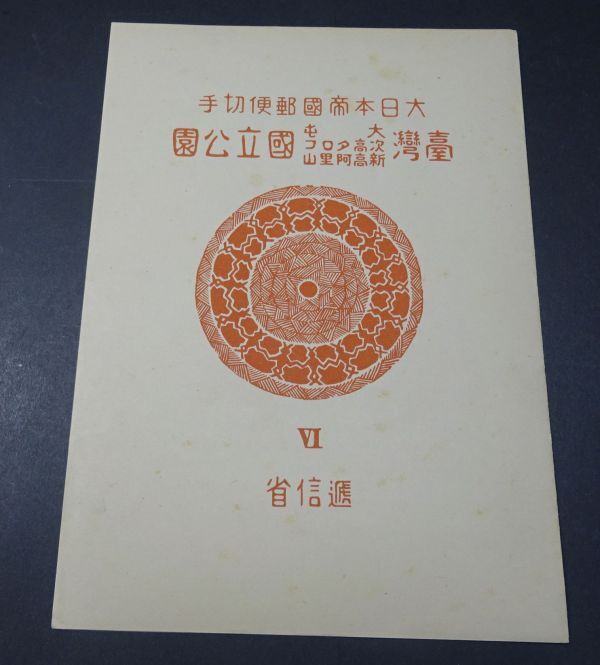 大日本帝國郵便切手
臺灣
大屯
次高タロコ
新高阿里山
國立公園
VI
遞信省